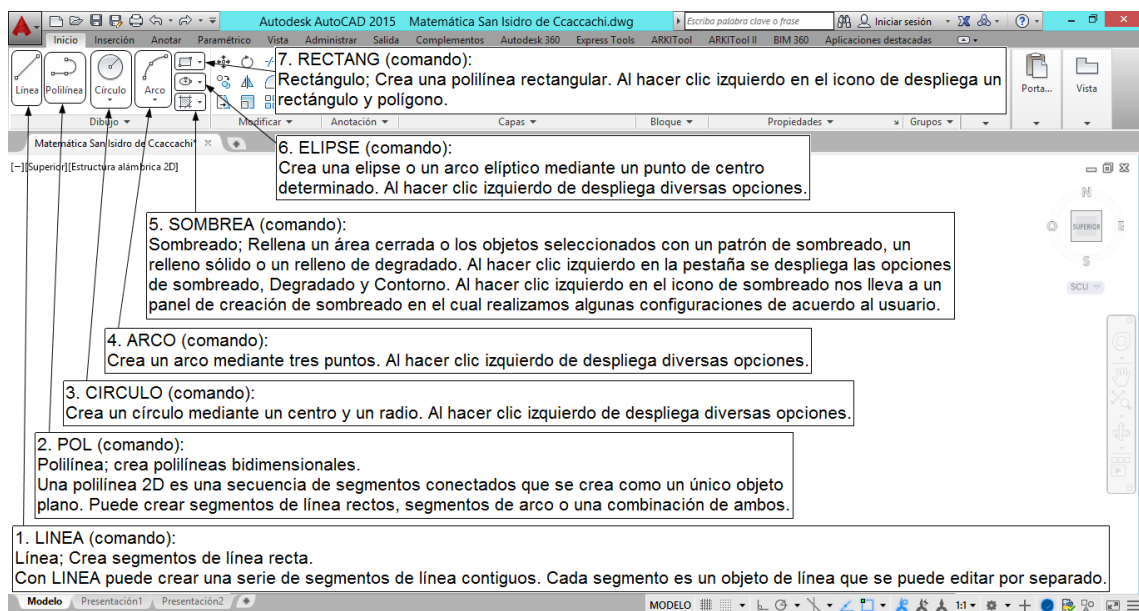 Autodesk AutoCAD 2015 Matemática San Isidro de Ccaccachi.dwg
Escriba palabra clave o frase
Iniciar sesión
Inicio Inserción Anotar Paramétrico Vista Administrar Salida Complementos Autodesk 360 Express Tools ARKITool ARKITool II BIM 360 Aplicaciones destacadas
Línea Polilínea Círculo Arco
Porta... Vista
Dibujo Modificar Anotación Capas Bloque Propiedades Grupos
7. RECTANG (comando):
Rectángulo; Crea una polilínea rectangular. Al hacer clic izquierdo en el icono de despliega un
rectángulo y polígono.
Matemática San Isidro de Ccaccachi*
[−][Superior][Estructura alámbrica 2D]
6. ELIPSE (comando):
Crea una elipse o un arco elíptico mediante un punto de centro
determinado. Al hacer clic izquierdo de despliega diversas opciones.
N
O SUPERIOR E
S
SCU
5. SOMBREA (comando):
Sombreado; Rellena un área cerrada o los objetos seleccionados con un patrón de sombreado, un
relleno sólido o un relleno de degradado. Al hacer clic izquierdo en la pestaña se despliega las opciones
de sombreado, Degradado y Contorno. Al hacer clic izquierdo en el icono de sombreado nos lleva a un
panel de creación de sombreado en el cual realizamos algunas configuraciones de acuerdo al usuario.
4. ARCO (comando):
Crea un arco mediante tres puntos. Al hacer clic izquierdo de despliega diversas opciones.
3. CIRCULO (comando):
Crea un círculo mediante un centro y un radio. Al hacer clic izquierdo de despliega diversas opciones.
2. POL (comando):
Polilínea; crea polilíneas bidimensionales.
Una polilínea 2D es una secuencia de segmentos conectados que se crea como un único objeto
plano. Puede crear segmentos de línea rectos, segmentos de arco o una combinación de ambos.
1. LINEA (comando):
Línea; Crea segmentos de línea recta.
Con LINEA puede crear una serie de segmentos de línea contiguos. Cada segmento es un objeto de línea que se puede editar por separado.
Modelo Presentación1 Presentación2
MODELO 1:1